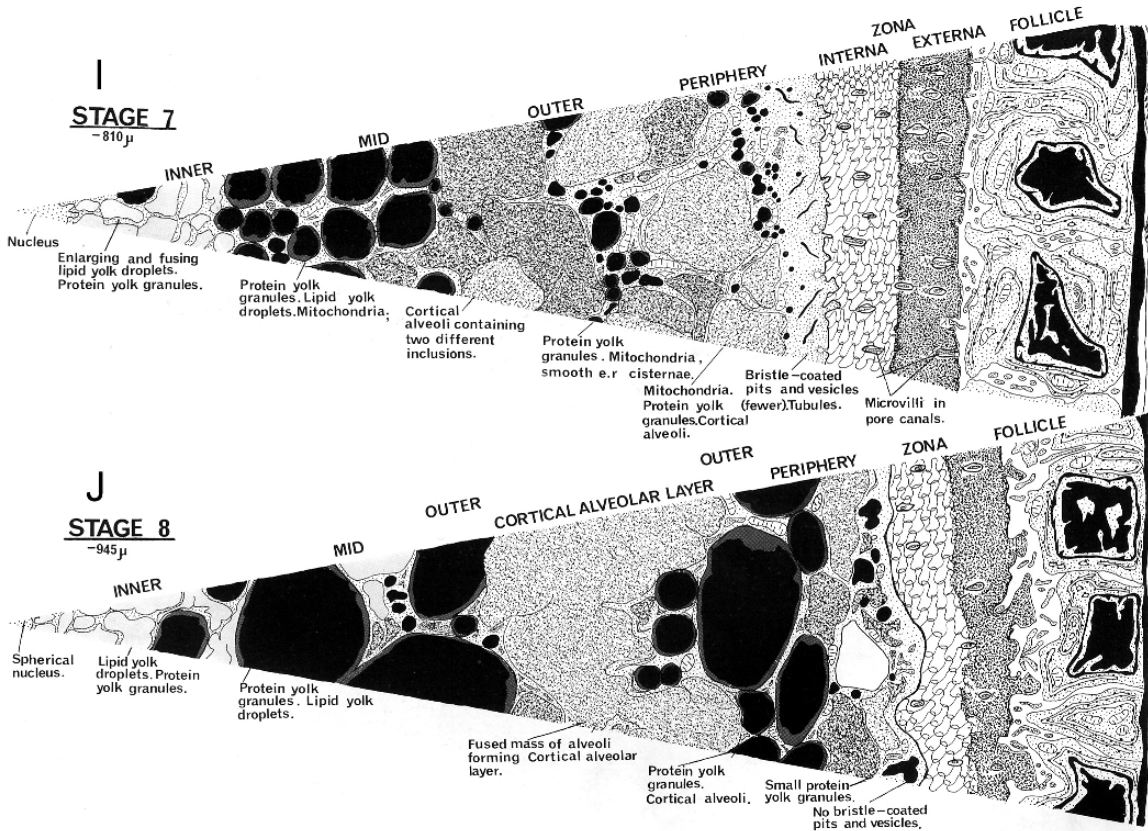 I
STAGE 7
-810µ
INNER
MID
OUTER
PERIPHERY
ZONA
INTERNA
EXTERNA
FOLLICLE
Nucleus
Enlarging and fusing
lipid yolk droplets.
Protein yolk granules.
Protein yolk
granules. Lipid yolk
droplets.Mitochondria;
Cortical
alveoli containing
two different
inclusions.
Protein yolk
granules. Mitochondria,
smooth e.r cisternae.
Mitochondria.
Protein yolk
granules.Cortical
alveoli.
Bristle-coated
pits and vesicles
(fewer).Tubules.
Microvilli in
pore canals.
J
STAGE 8
-945µ
INNER
MID
OUTER
CORTICAL ALVEOLAR LAYER
OUTER
PERIPHERY
ZONA
FOLLICLE
Spherical
nucleus.
Lipid yolk
droplets. Protein
yolk granules.
Protein yolk
granules. Lipid yolk
droplets.
Fused mass of alveoli
forming Cortical alveolar
layer.
Protein yolk
granules.
Cortical alveoli.
Small protein
yolk granules.
No bristle-coated
pits and vesicles.